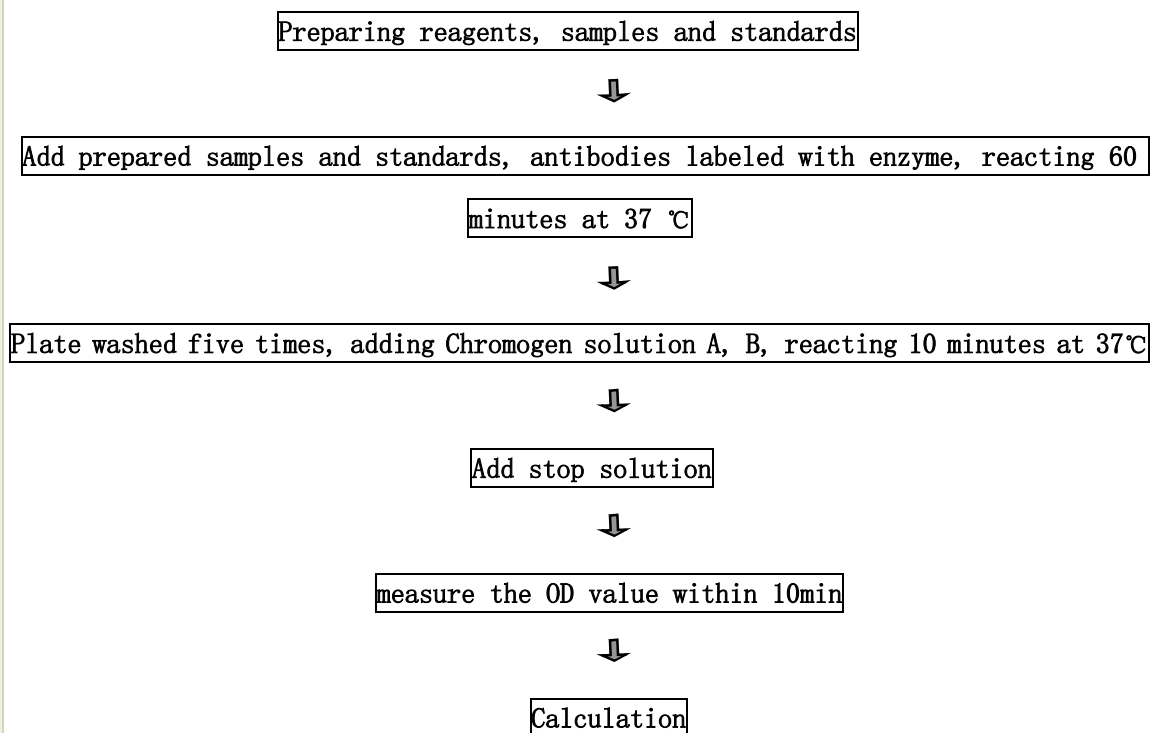 Preparing reagents, samples and standards
Add prepared samples and standards, antibodies labeled with enzyme, reacting 60
minutes at 37 ℃
Plate washed five times, adding Chromogen solution A, B, reacting 10 minutes at 37℃
Add stop solution
measure the OD value within 10min
Calculation